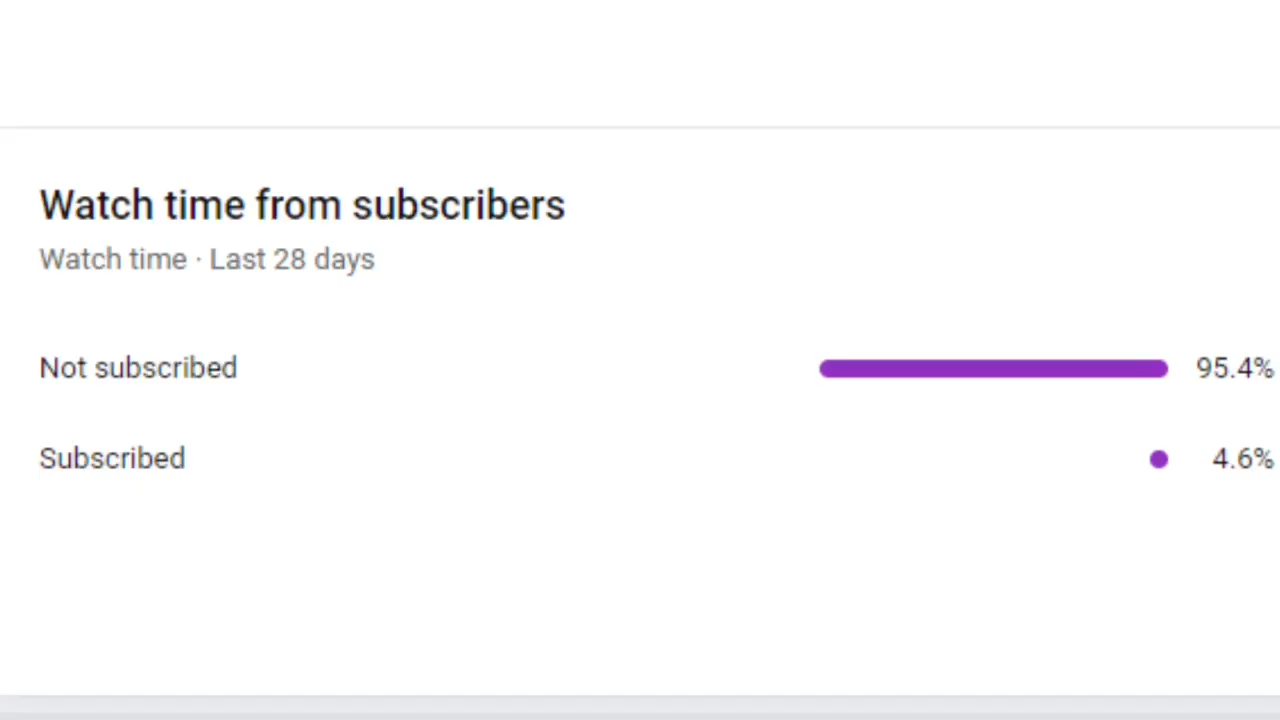 Watch time from subscribers
Watch time · Last 28 days
Not subscribed 95.4%
Subscribed 4.6%